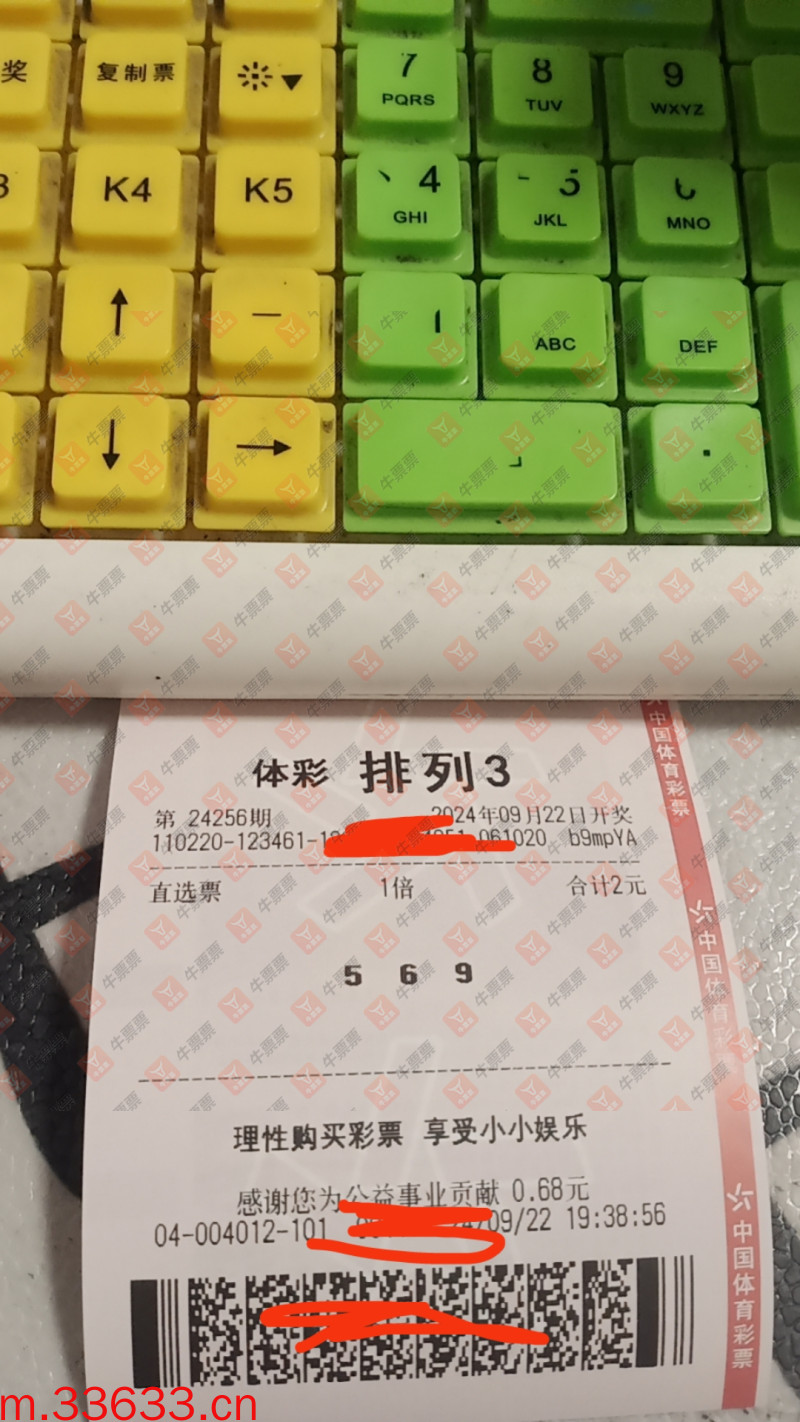 奖 复制票 ▼ 7 8 9
PQRS TUV WXYZ
3 K4 K5 4 5
GHI JKL MNO
↑ — ABC DEF
↓ →
牛票票
体彩 排列3
第 24256期 2024年09月22日开奖
110220-123461-1 061020 b9mpYA
直选票 1倍 合计2元
5 6 9
理性购买彩票 享受小小娱乐
感谢您为公益事业贡献 0.68元
04-004012-101 /09/22 19:38:56
中国体育彩票
中国体育彩票
中国体育彩票
m.33633.cn